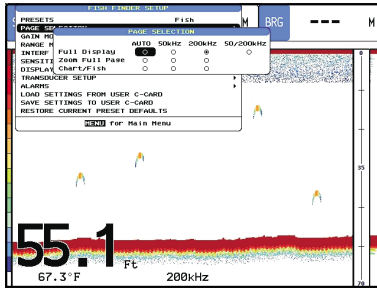 FISH FINDER SETUP
PRESETS Fish
PAGE SELECTION
PAGE SELECTION
GAIN MO
AUTO 50kHz 200kHz 50/200kHz
RANGE M
INTERF Full Display
SENSITI Zoom Full Page
DISPLAY Chart/Fish
TRANSDUCER SETUP
ALARMS
LOAD SETTINGS FROM USER C-CARD
SAVE SETTINGS TO USER C-CARD
RESTORE CURRENT PRESET DEFAULTS
MENU for Main Menu
M BRG --- M
0
35
70
55.1 Ft
67.3°F 200kHz